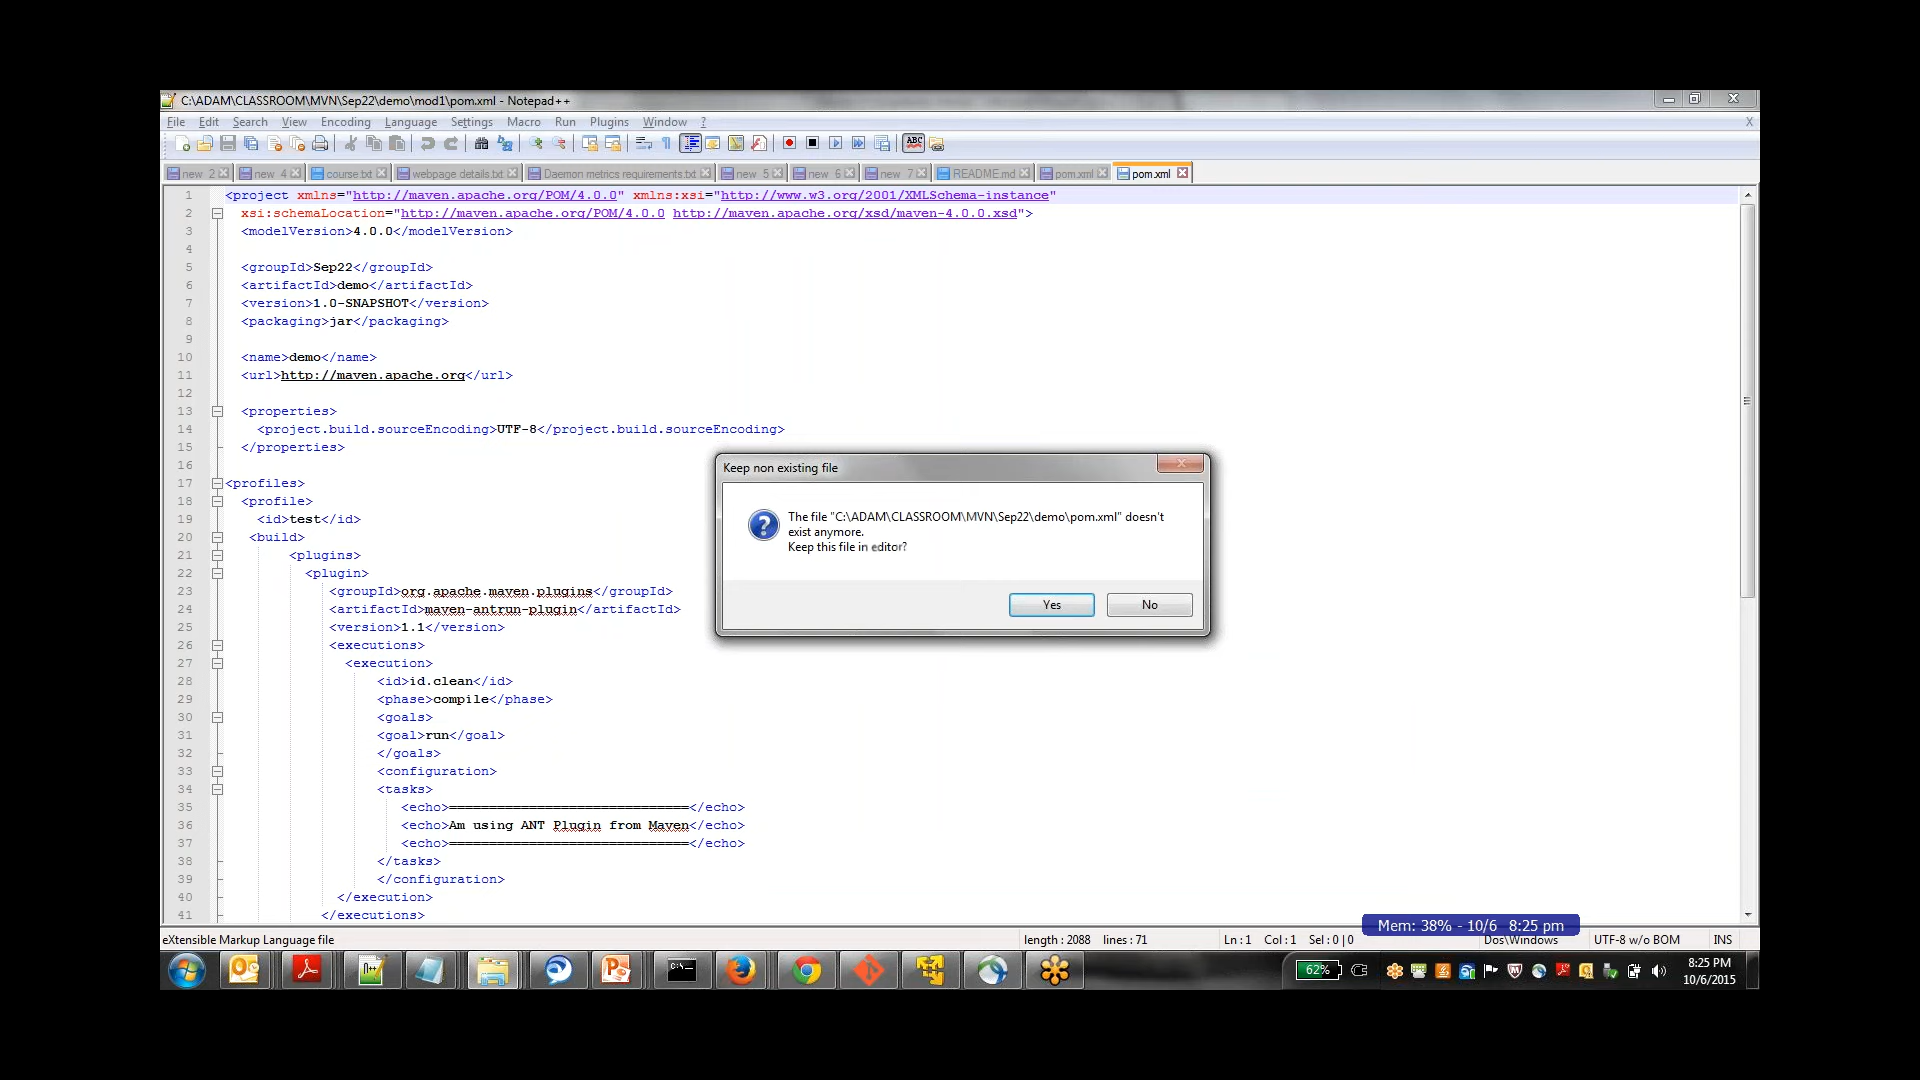 C:\ADAM\CLASSROOM\MVN\Sep22\demo\mod1\pom.xml - Notepad++
File Edit Search View Encoding Language Settings Macro Run Plugins Window ? X
new 2 new 4 course.txt webpage details.txt Daemon metrics requirements.txt new 5 new 6 new 7 README.md pom.xml pom.xml
1 <project xmlns="http://maven.apache.org/POM/4.0.0" xmlns:xsi="http://www.w3.org/2001/XMLSchema-instance"
2 xsi:schemaLocation="http://maven.apache.org/POM/4.0.0 http://maven.apache.org/xsd/maven-4.0.0.xsd">
3 <modelVersion>4.0.0</modelVersion>
4
5 <groupId>Sep22</groupId>
6 <artifactId>demo</artifactId>
7 <version>1.0-SNAPSHOT</version>
8 <packaging>jar</packaging>
9
10 <name>demo</name>
11 <url>http://maven.apache.org</url>
12
13 <properties>
14 <project.build.sourceEncoding>UTF-8</project.build.sourceEncoding>
15 </properties>
16
17 <profiles>
18 <profile>
19 <id>test</id>
20 <build>
21 <plugins>
22 <plugin>
23 <groupId>org.apache.maven.plugins</groupId>
24 <artifactId>maven-antrun-plugin</artifactId>
25 <version>1.1</version>
26 <executions>
27 <execution>
28 <id>id.clean</id>
29 <phase>compile</phase>
30 <goals>
31 <goal>run</goal>
32 </goals>
33 <configuration>
34 <tasks>
35 <echo>==============================</echo>
36 <echo>Am using ANT Plugin from Maven</echo>
37 <echo>==============================</echo>
38 </tasks>
39 </configuration>
40 </execution>
41 </executions>
Keep non existing file
The file "C:\ADAM\CLASSROOM\MVN\Sep22\demo\pom.xml" doesn't
exist anymore.
Keep this file in editor?
Yes No
Mem: 38% - 10/6 8:25 pm
eXtensible Markup Language file length : 2088 lines : 71 Ln : 1 Col : 1 Sel : 0 | 0 Dos\Windows UTF-8 w/o BOM INS
62% 8:25 PM
10/6/2015